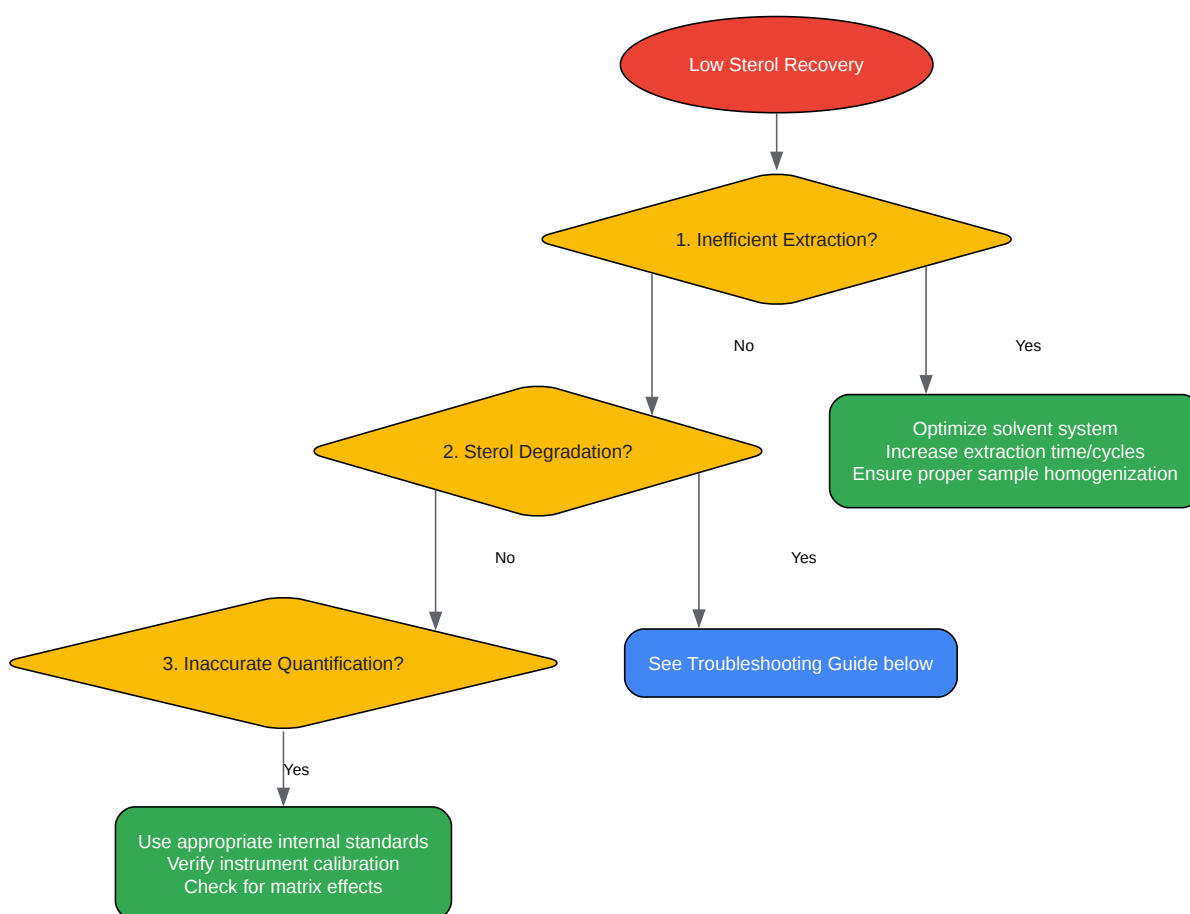 Low Sterol Recovery
1. Inefficient Extraction?
No
Yes
Optimize solvent system
Increase extraction time/cycles
Ensure proper sample homogenization
2. Sterol Degradation?
No
Yes
3. Inaccurate Quantification?
See Troubleshooting Guide below
Yes
Use appropriate internal standards
Verify instrument calibration
Check for matrix effects